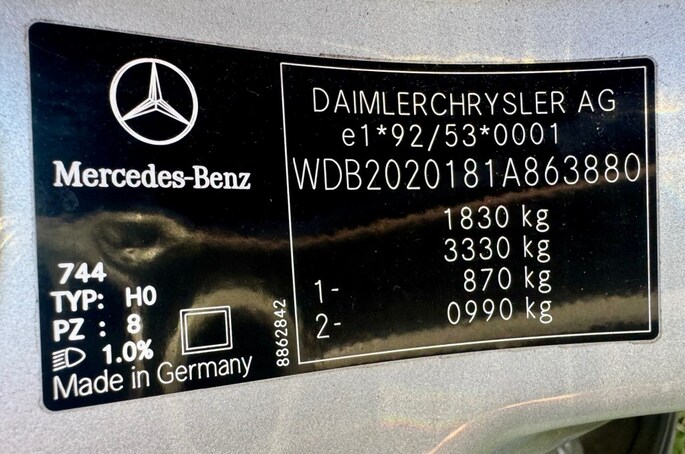 Mercedes-Benz
744
TYP: H0
PZ : 8
1.0%
Made in Germany
8862842
DAIMLERCHRYSLER AG
e1*92/53*0001
WDB2020181A863880
1830 kg
3330 kg
1- 870 kg
2- 0990 kg